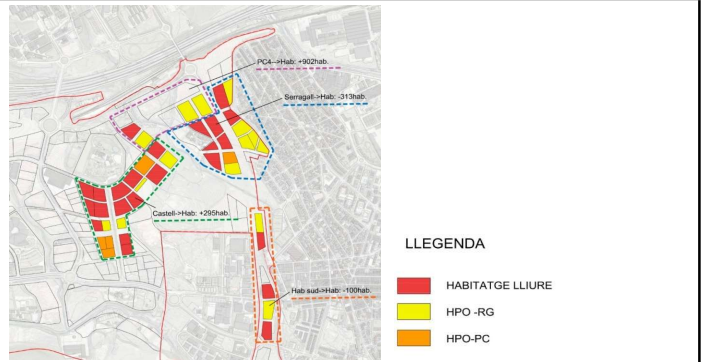 PC4-->Hab: +902hab.
Serragall->Hab: -313hab.
Castell->Hab: +295hab.
Hab sud->Hab: -100hab.
LLEGENDA
HABITATGE LLIURE
HPO -RG
HPO-PC